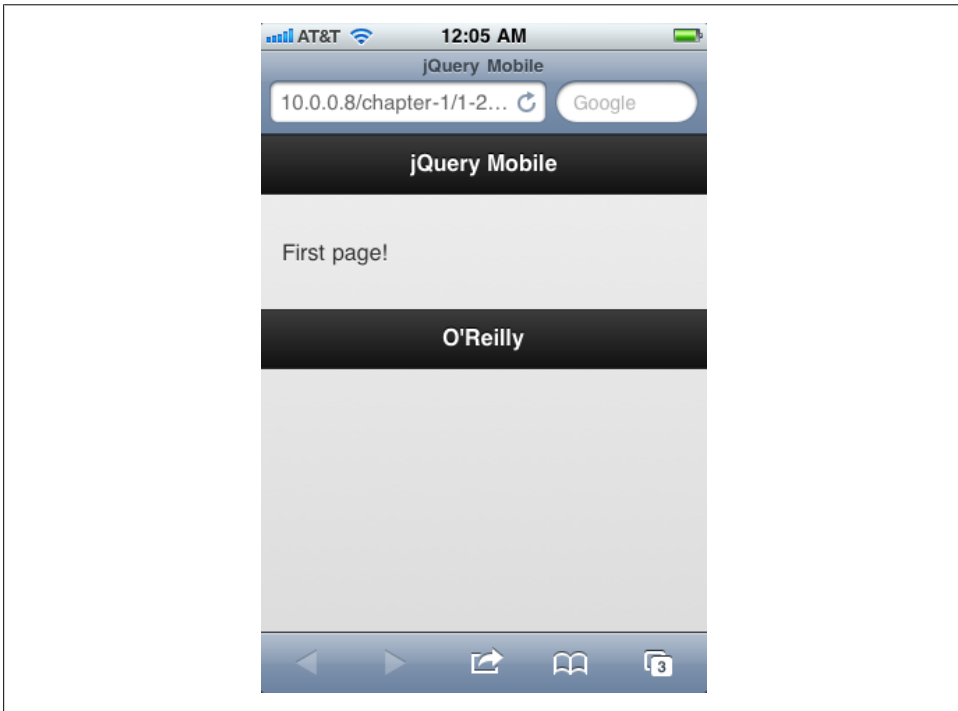 AT&T 12:05 AM
jQuery Mobile
10.0.0.8/chapter-1/1-2... Google
jQuery Mobile
First page!
O'Reilly
3